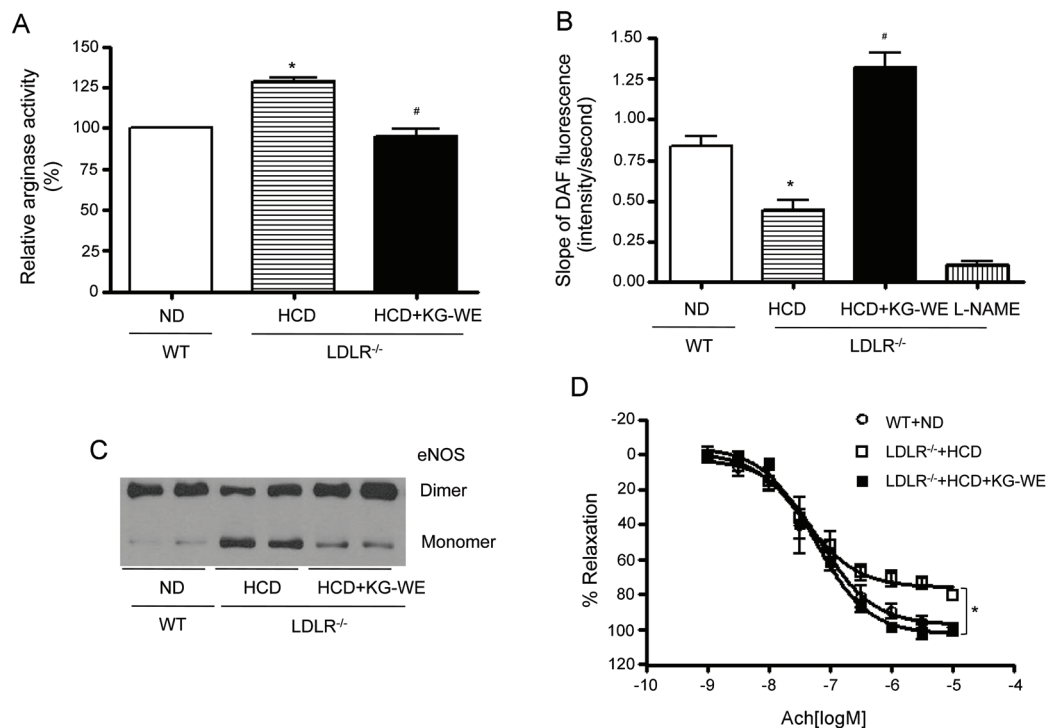 A
Relative arginase activity
(%)
150
125
100
75
50
25
0
*
#
ND
HCD
HCD+KG-WE
WT
LDLR-/-
B
Slope of DAF fluorescence
(intensity/second)
1.50
1.25
1.00
0.75
0.50
0.25
0.00
*
#
ND
HCD
HCD+KG-WE
L-NAME
WT
LDLR-/-
C
eNOS
Dimer
Monomer
ND
HCD
HCD+KG-WE
WT
LDLR-/-
D
% Relaxation
-20
0
20
40
60
80
100
120
WT+ND
LDLR-/-+HCD
LDLR-/-+HCD+KG-WE
*
-10
-9
-8
-7
-6
-5
-4
Ach[logM]